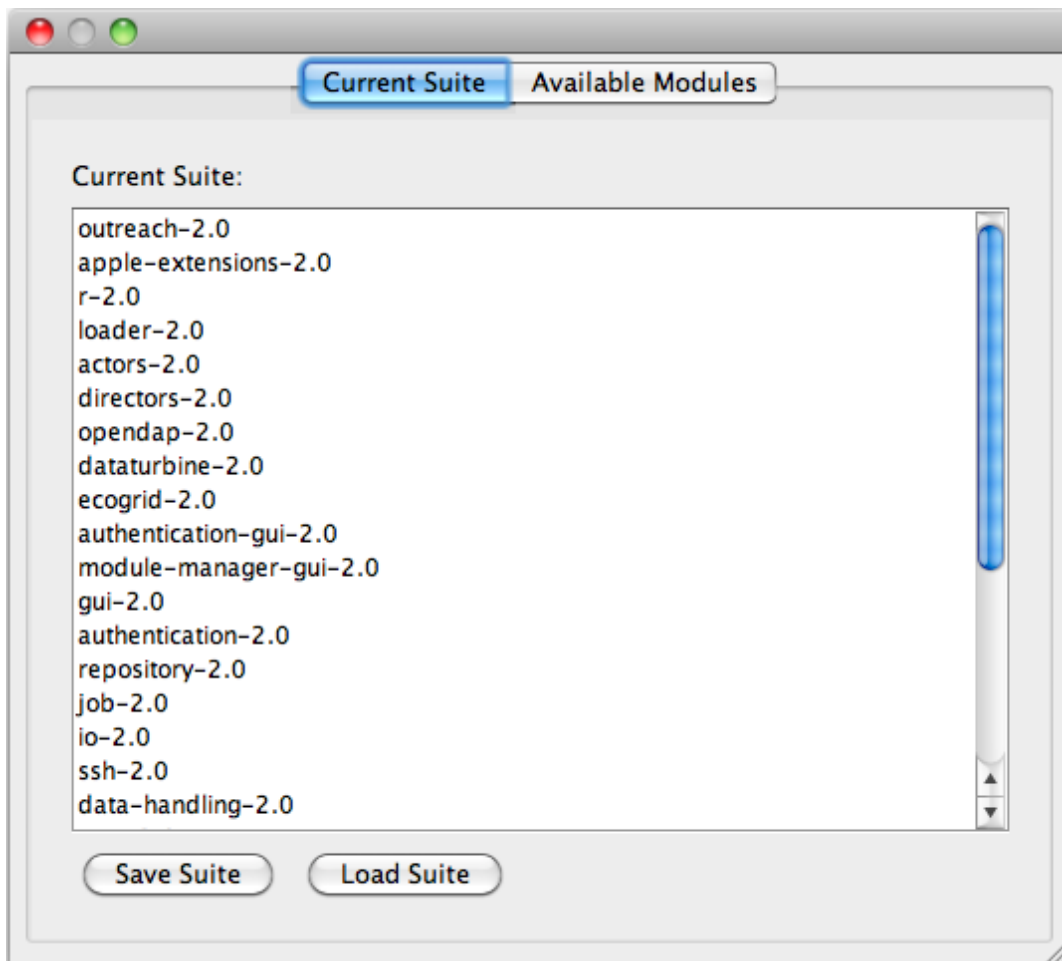 Current Suite Available Modules
Current Suite:
outreach-2.0
apple-extensions-2.0
r-2.0
loader-2.0
actors-2.0
directors-2.0
opendap-2.0
dataturbine-2.0
ecogrid-2.0
authentication-gui-2.0
module-manager-gui-2.0
gui-2.0
authentication-2.0
repository-2.0
job-2.0
io-2.0
ssh-2.0
data-handling-2.0
Save Suite Load Suite